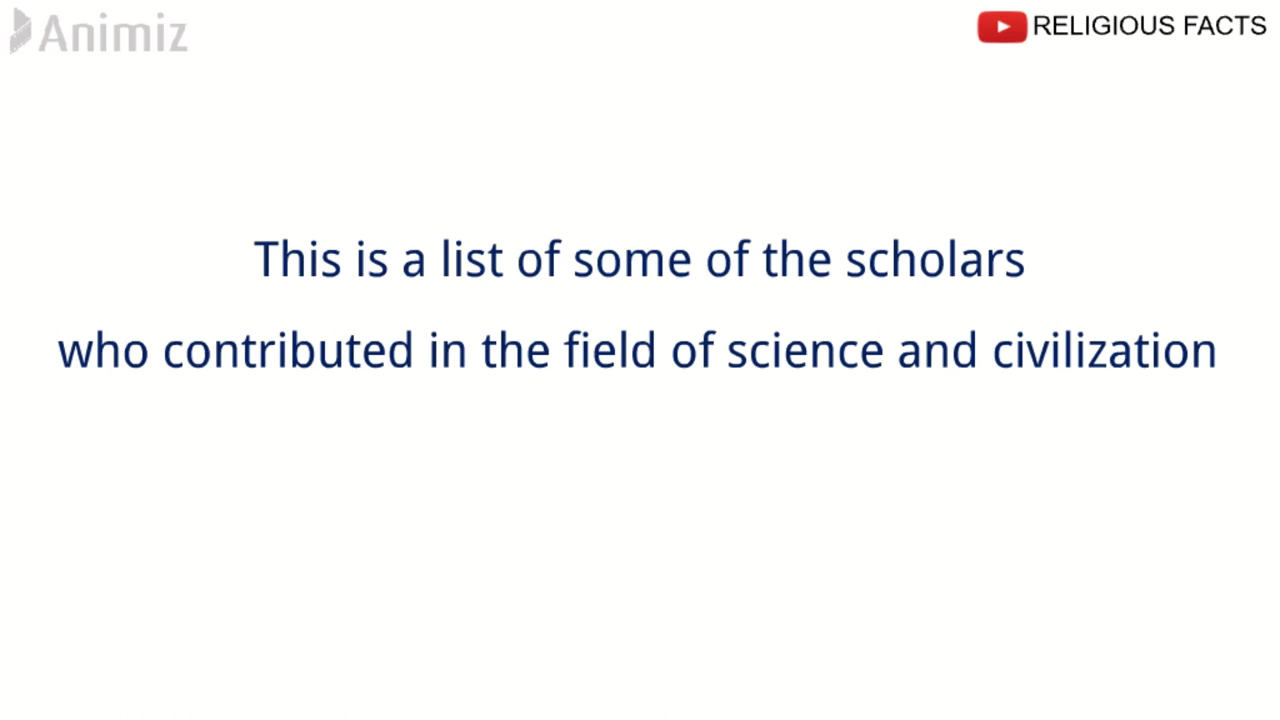 Animiz
RELIGIOUS FACTS
This is a list of some of the scholars
who contributed in the field of science and civilization